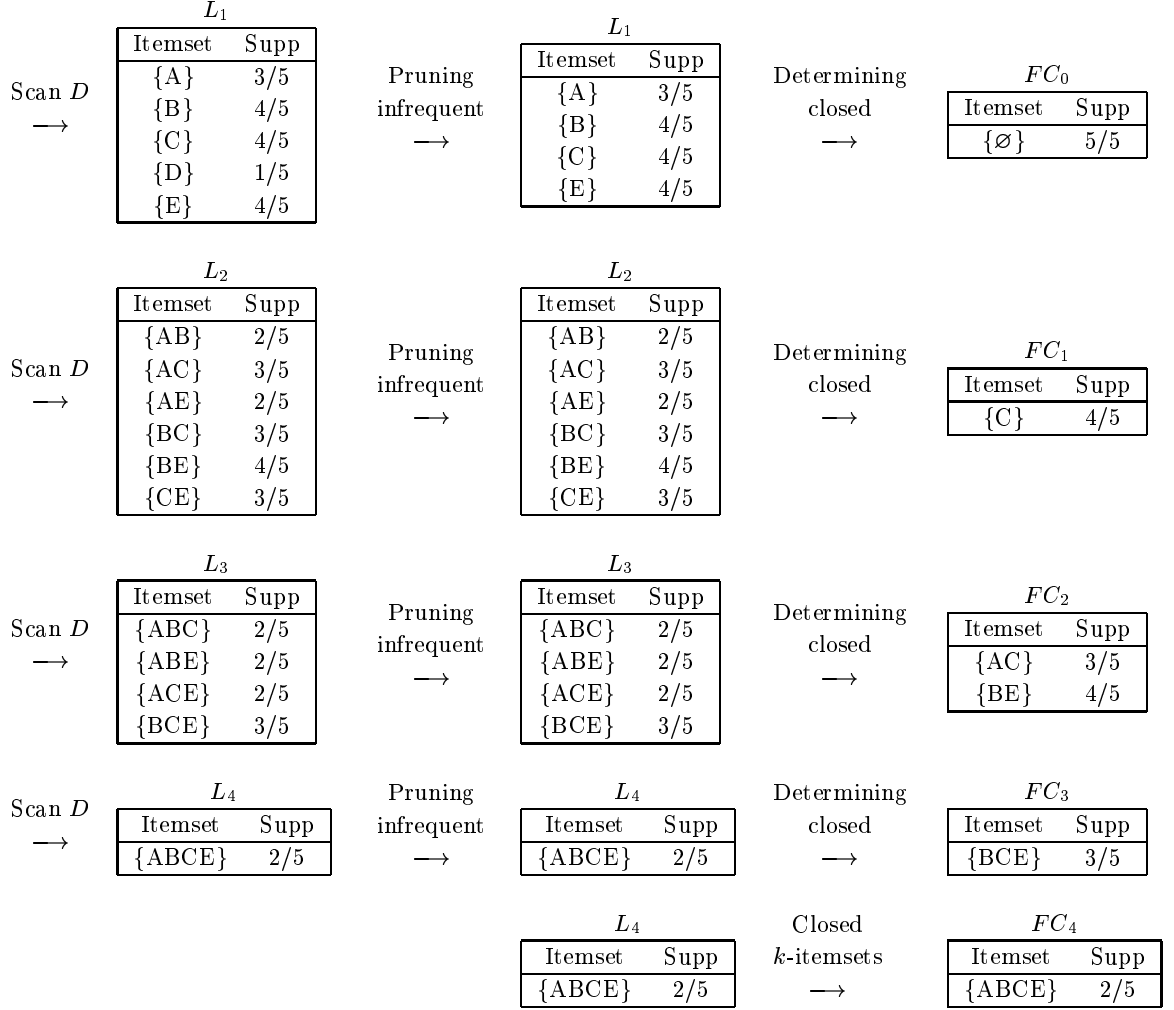 L₁
Itemset Supp
{A} 3/5
{B} 4/5
{C} 4/5
{D} 1/5
{E} 4/5
Scan D
⟶
Pruning
infrequent
⟶
L₁
Itemset Supp
{A} 3/5
{B} 4/5
{C} 4/5
{E} 4/5
Determining
closed
⟶
FC₀
Itemset Supp
{∅} 5/5
Scan D
⟶
L₂
Itemset Supp
{AB} 2/5
{AC} 3/5
{AE} 2/5
{BC} 3/5
{BE} 4/5
{CE} 3/5
Pruning
infrequent
⟶
L₂
Itemset Supp
{AB} 2/5
{AC} 3/5
{AE} 2/5
{BC} 3/5
{BE} 4/5
{CE} 3/5
Determining
closed
⟶
FC₁
Itemset Supp
{C} 4/5
Scan D
⟶
L₃
Itemset Supp
{ABC} 2/5
{ABE} 2/5
{ACE} 2/5
{BCE} 3/5
Pruning
infrequent
⟶
L₃
Itemset Supp
{ABC} 2/5
{ABE} 2/5
{ACE} 2/5
{BCE} 3/5
Determining
closed
⟶
FC₂
Itemset Supp
{AC} 3/5
{BE} 4/5
Scan D
⟶
L₄
Itemset Supp
{ABCE} 2/5
Pruning
infrequent
⟶
L₄
Itemset Supp
{ABCE} 2/5
Determining
closed
⟶
FC₃
Itemset Supp
{BCE} 3/5
L₄
Itemset Supp
{ABCE} 2/5
Closed
k-itemsets
⟶
FC₄
Itemset Supp
{ABCE} 2/5